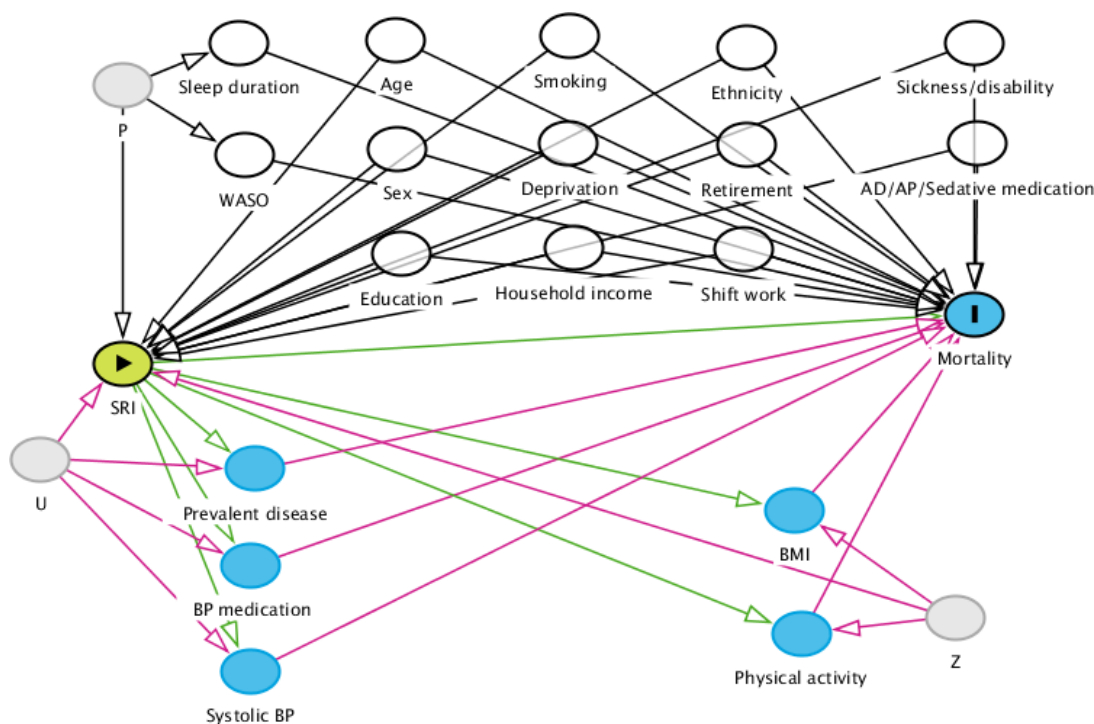 Sleep duration
Age
Smoking
Ethnicity
Sickness/disability
P
WASO
Sex
Deprivation
Retirement
AD/AP/Sedative medication
Education
Household income
Shift work
Mortality
SRI
U
Prevalent disease
BMI
BP medication
Z
Physical activity
Systolic BP